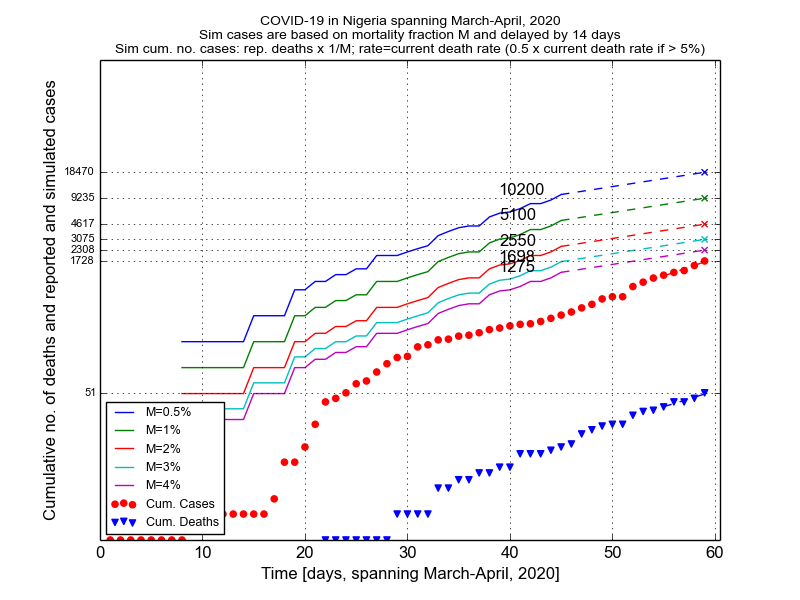 COVID-19 in Nigeria spanning March-April, 2020
Sim cases are based on mortality fraction M and delayed by 14 days
Sim cum. no. cases: rep. deaths x 1/M; rate=current death rate (0.5 x current death rate if > 5%)
Cumulative no. of deaths and reported and simulated cases
18470
9235
4617
3075
2308
1728
51
10200
5100
2550
1698
1275
M=0.5%
M=1%
M=2%
M=3%
M=4%
Cum. Cases
Cum. Deaths
0 10 20 30 40 50 60
Time [days, spanning March-April, 2020]